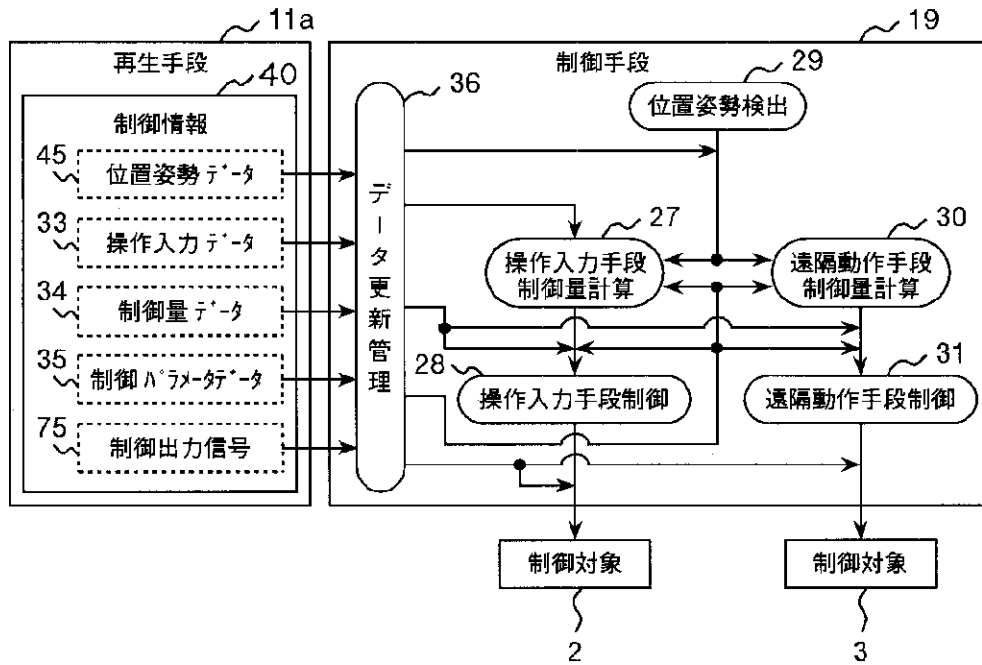 11a
再生手段
40
制御情報
45
位置姿勢データ
33
操作入力データ
34
制御量データ
35
制御パラメータデータ
75
制御出力信号
19
制御手段
36
データ更新管理
29
位置姿勢検出
27
操作入力手段
制御量計算
30
遠隔動作手段
制御量計算
28
操作入力手段制御
31
遠隔動作手段制御
制御対象
2
制御対象
3